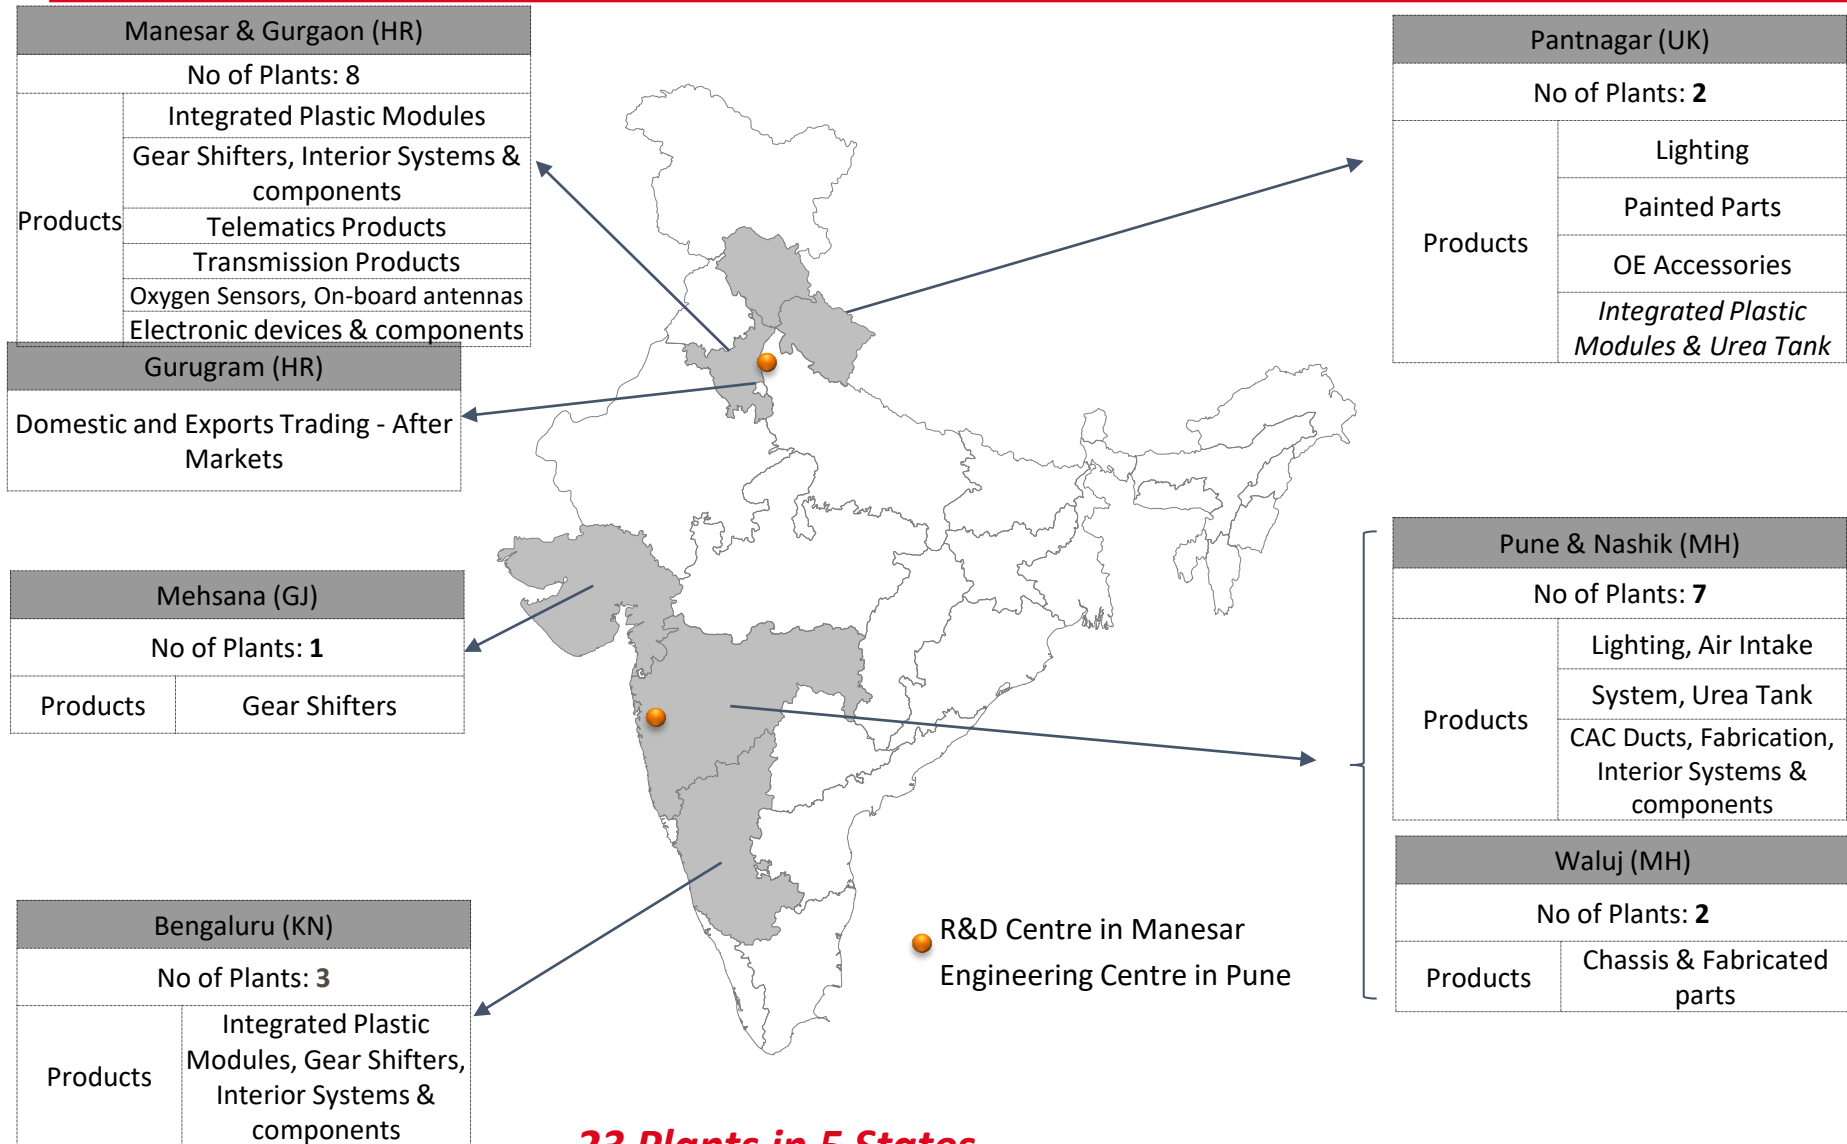 Manesar & Gurgaon (HR)
No of Plants: 8
Products
Integrated Plastic Modules
Gear Shifters, Interior Systems &
components
Telematics Products
Transmission Products
Oxygen Sensors, On-board antennas
Electronic devices & components
Gurugram (HR)
Domestic and Exports Trading - After
Markets
Mehsana (GJ)
No of Plants: 1
Products
Gear Shifters
Bengaluru (KN)
No of Plants: 3
Products
Integrated Plastic
Modules, Gear Shifters,
Interior Systems &
components
Pantnagar (UK)
No of Plants: 2
Products
Lighting
Painted Parts
OE Accessories
Integrated Plastic
Modules & Urea Tank
Pune & Nashik (MH)
No of Plants: 7
Products
Lighting, Air Intake
System, Urea Tank
CAC Ducts, Fabrication,
Interior Systems &
components
Waluj (MH)
No of Plants: 2
Products
Chassis & Fabricated
parts
R&D Centre in Manesar
Engineering Centre in Pune
23 Plants in 5 States